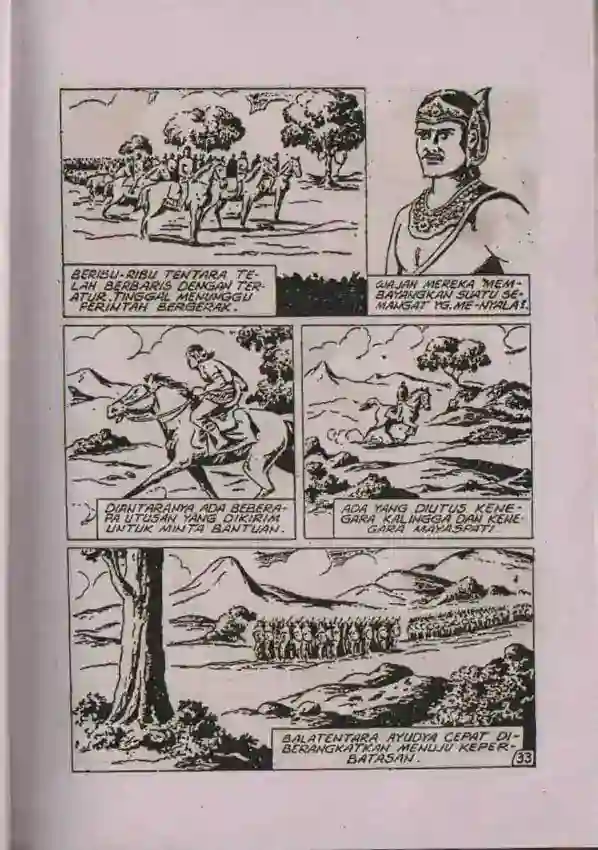 BERIBU-RIBU TENTARA TE-
LAH BERBARIS DENGAN TER-
ATUR. TINGGAL MENUNGGU
PERINTAH BERGERAK.
WAJAH MEREKA MEM-
BAYANGKAN SUATU SE-
MANGAT YG. ME-NYALA2.
DIANTARANYA ADA BEBERA-
PA UTUSAN YANG DIKIRIM
UNTUK MINTA BANTUAN.
ADA YANG DIUTUS KENE-
GARA KALINGGA DAN KENE-
GARA MAYASPATI
BALATENTARA AYUDYA CEPAT DI-
BERANGKATKAN MENUJU KEPER-
BATASAN.
33